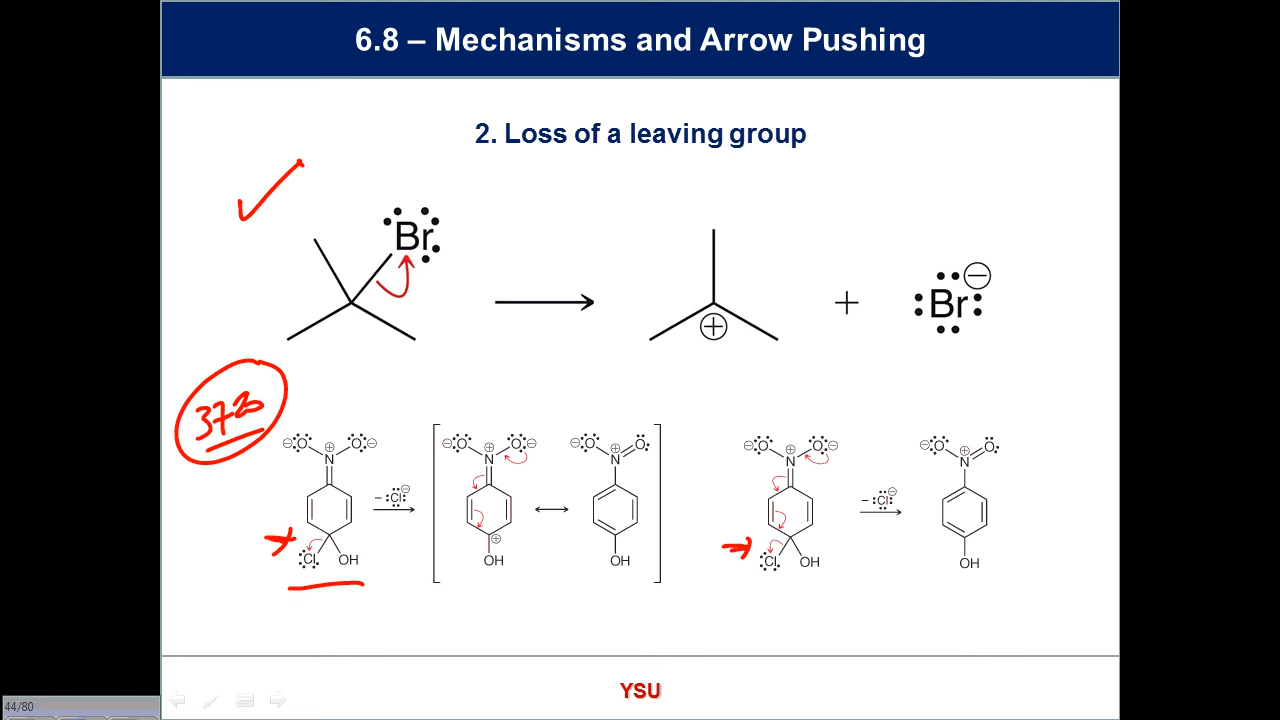 6.8 – Mechanisms and Arrow Pushing
2. Loss of a leaving group
Br
⊕
+
Br ⊖
3720
⊖O O⊖
N ⊕
Cl OH
– Cl ⊖
⊖O O⊖
N ⊕
⊕
OH
⊖O O
N ⊕
OH
⊖O O⊖
N ⊕
Cl OH
– Cl ⊖
⊖O O
N ⊕
OH
YSU
44/80